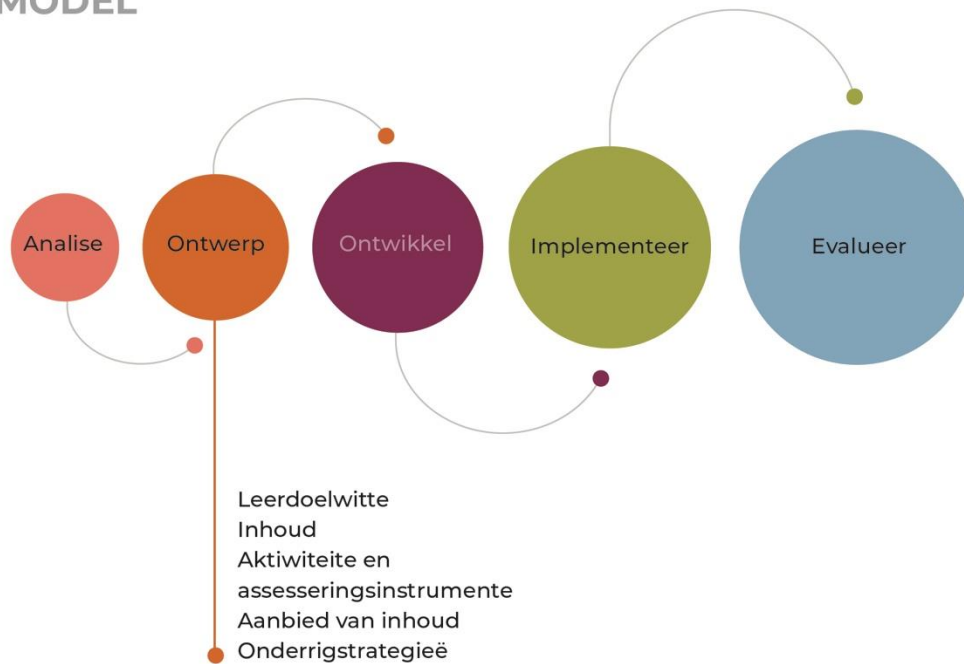 MODEL
Analise
Ontwerp
Ontwikkel
Implementeer
Evalueer
Leerdoelwitte
Inhoud
Aktiwiteite en
assesseringsinstrumente
Aanbied van inhoud
Onderrigstrategieë